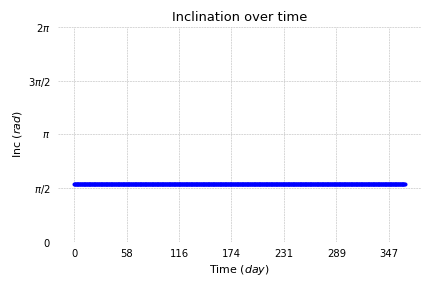 Inclination over time
2π
3π/2
π
π/2
0
Inc (rad)
0 58 116 174 231 289 347
Time (day)